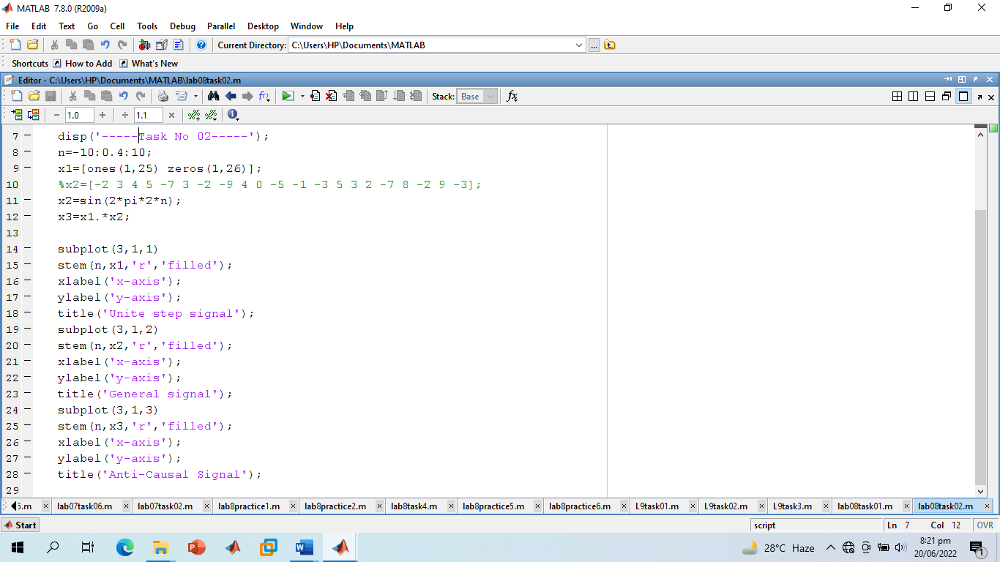 MATLAB 7.8.0 (R2009a)
File Edit Text Go Cell Tools Debug Parallel Desktop Window Help
Current Directory: C:\Users\HP\Documents\MATLAB ...
Shortcuts How to Add What's New
Editor - C:\Users\HP\Documents\MATLAB\lab08task02.m
Stack: Base fx
− 1.0 + ÷ 1.1 ×
7 − disp('-----Task No 02-----');
8 − n=-10:0.4:10;
9 − x1=[ones(1,25) zeros(1,26)];
10 %x2=[-2 3 4 5 -7 3 -2 -9 4 0 -5 -1 -3 5 3 2 -7 8 -2 9 -3];
11 − x2=sin(2*pi*2*n);
12 − x3=x1.*x2;
13
14 − subplot(3,1,1)
15 − stem(n,x1,'r','filled');
16 − xlabel('x-axis');
17 − ylabel('y-axis');
18 − title('Unite step signal');
19 − subplot(3,1,2)
20 − stem(n,x2,'r','filled');
21 − xlabel('x-axis');
22 − ylabel('y-axis');
23 − title('General signal');
24 − subplot(3,1,3)
25 − stem(n,x3,'r','filled');
26 − xlabel('x-axis');
27 − ylabel('y-axis');
28 − title('Anti-Causal Signal');
29
5.m lab07task06.m lab07task02.m lab8practice1.m lab8practice2.m lab8task4.m lab8practice5.m lab8practice6.m L9task01.m L9task02.m L9task3.m lab08task01.m lab08task02.m
Start script Ln 7 Col 12 OVR
28°C Haze 8:21 pm
20/06/2022 1